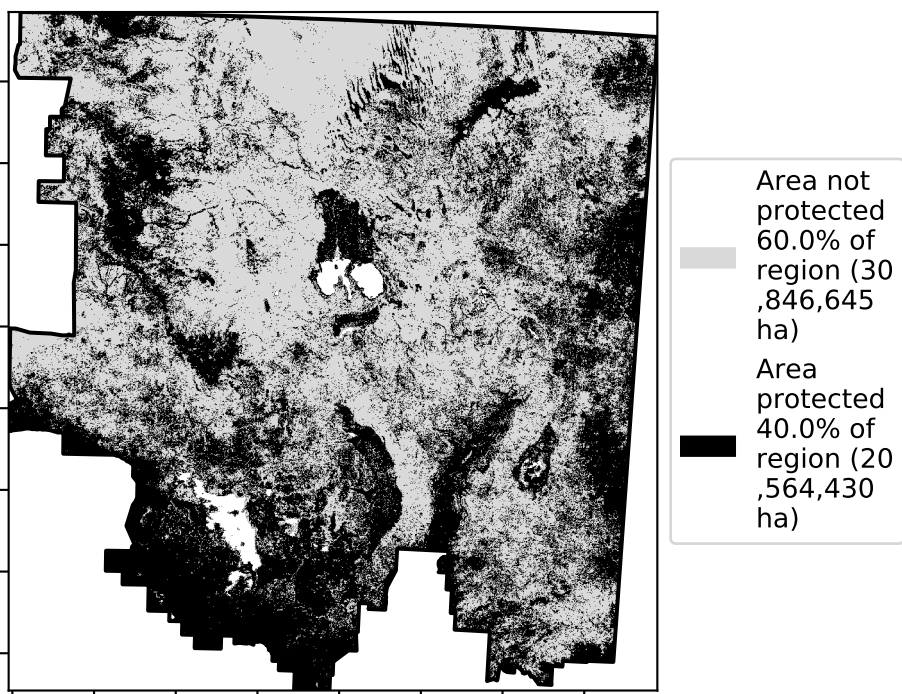 Area not
protected
60.0% of
region (30
,846,645
ha)
Area
protected
40.0% of
region (20
,564,430
ha)